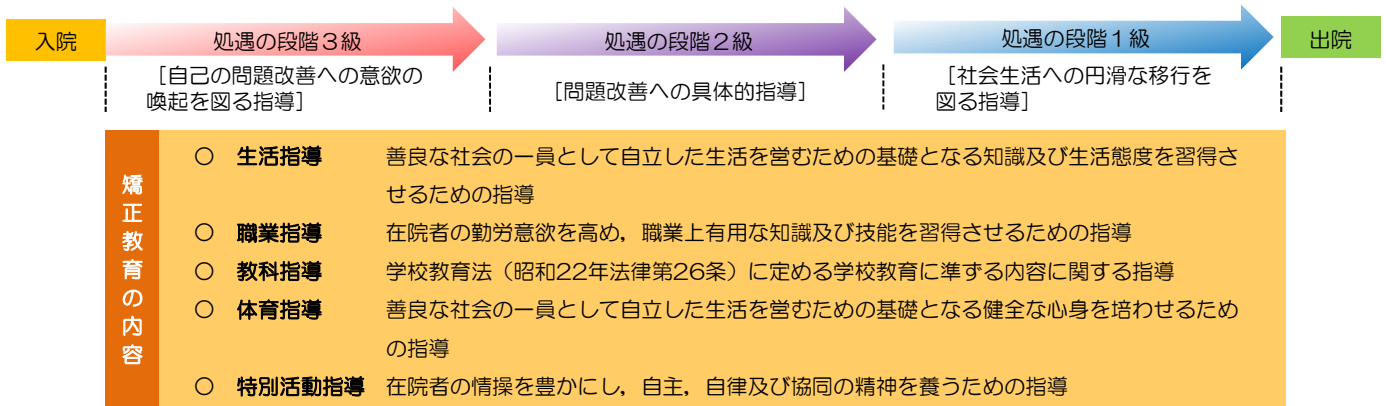 入院
処遇の段階3級
処遇の段階2級
処遇の段階1級
出院
[自己の問題改善への意欲の
喚起を図る指導]
[問題改善への具体的指導]
[社会生活への円滑な移行を
図る指導]
矯正教育の内容
○ 生活指導 善良な社会の一員として自立した生活を営むための基礎となる知識及び生活態度を習得さ
せるための指導
○ 職業指導 在院者の勤労意欲を高め,職業上有用な知識及び技能を習得させるための指導
○ 教科指導 学校教育法(昭和22年法律第26条)に定める学校教育に準ずる内容に関する指導
○ 体育指導 善良な社会の一員として自立した生活を営むための基礎となる健全な心身を培わせるため
の指導
○ 特別活動指導 在院者の情操を豊かにし,自主,自律及び協同の精神を養うための指導